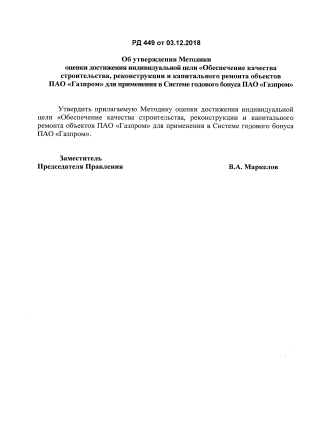 РД 449 от 03.12.2018
Об утверждении Методики
оценки достижения индивидуальной цели «Обеспечение качества
строительства, реконструкции и капитального ремонта объектов
ПАО «Газпром» для применения в Системе годового бонуса ПАО «Газпром»
Утвердить прилагаемую Методику оценки достижения индивидуальной
цели «Обеспечение качества строительства, реконструкции и капитального
ремонта объектов ПАО «Газпром» для применения в Системе годового бонуса
ПАО «Газпром».
Заместитель
Председателя Правления В.А. Маркелов